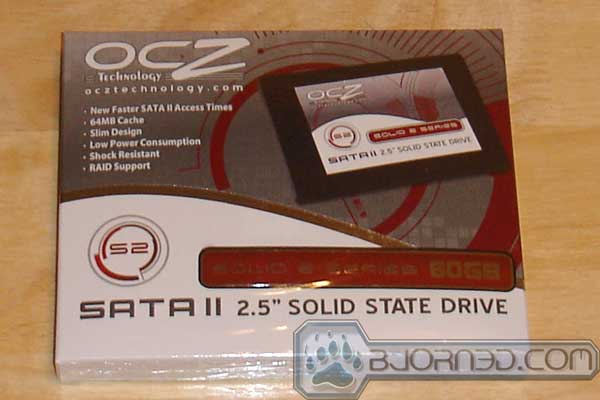 OCZ
Technology
ocztechnology.com
• New Faster SATA II Access Times
• 64MB Cache
• Slim Design
• Low Power Consumption
• Shock Resistant
• RAID Support
OCZ
S2
SOLID 2 SERIES
SATA II 2.5" SOLID STATE DRIVE
S2
SOLID 2 SERIES 60GB
SATA II 2.5" SOLID STATE DRIVE
BJORN3D.COM